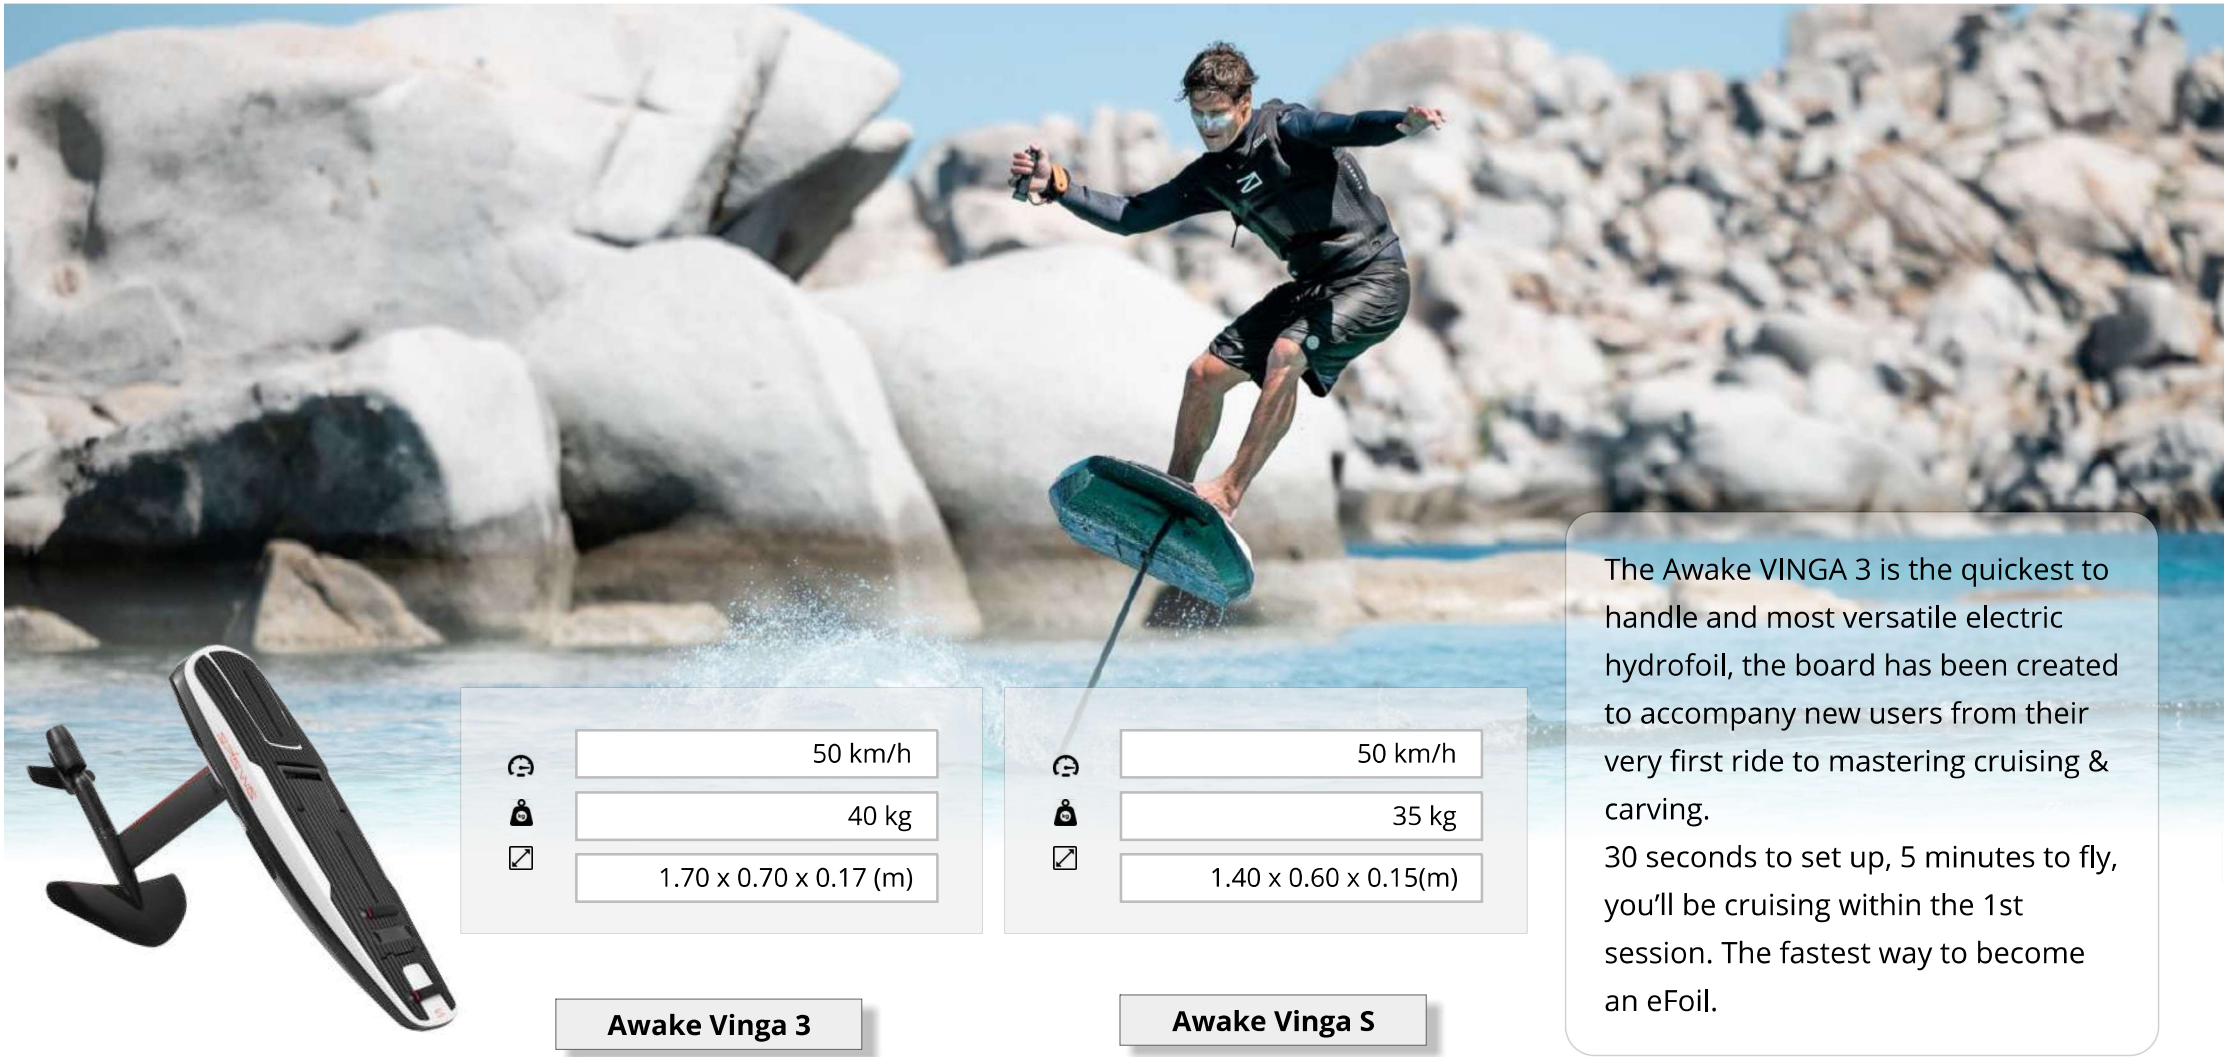 50 km/h
40 kg
1.70 x 0.70 x 0.17 (m)
Awake Vinga 3
50 km/h
35 kg
1.40 x 0.60 x 0.15(m)
Awake Vinga S
The Awake VINGA 3 is the quickest to
handle and most versatile electric
hydrofoil, the board has been created
to accompany new users from their
very first ride to mastering cruising &
carving.
30 seconds to set up, 5 minutes to fly,
you’ll be cruising within the 1st
session. The fastest way to become
an eFoil.